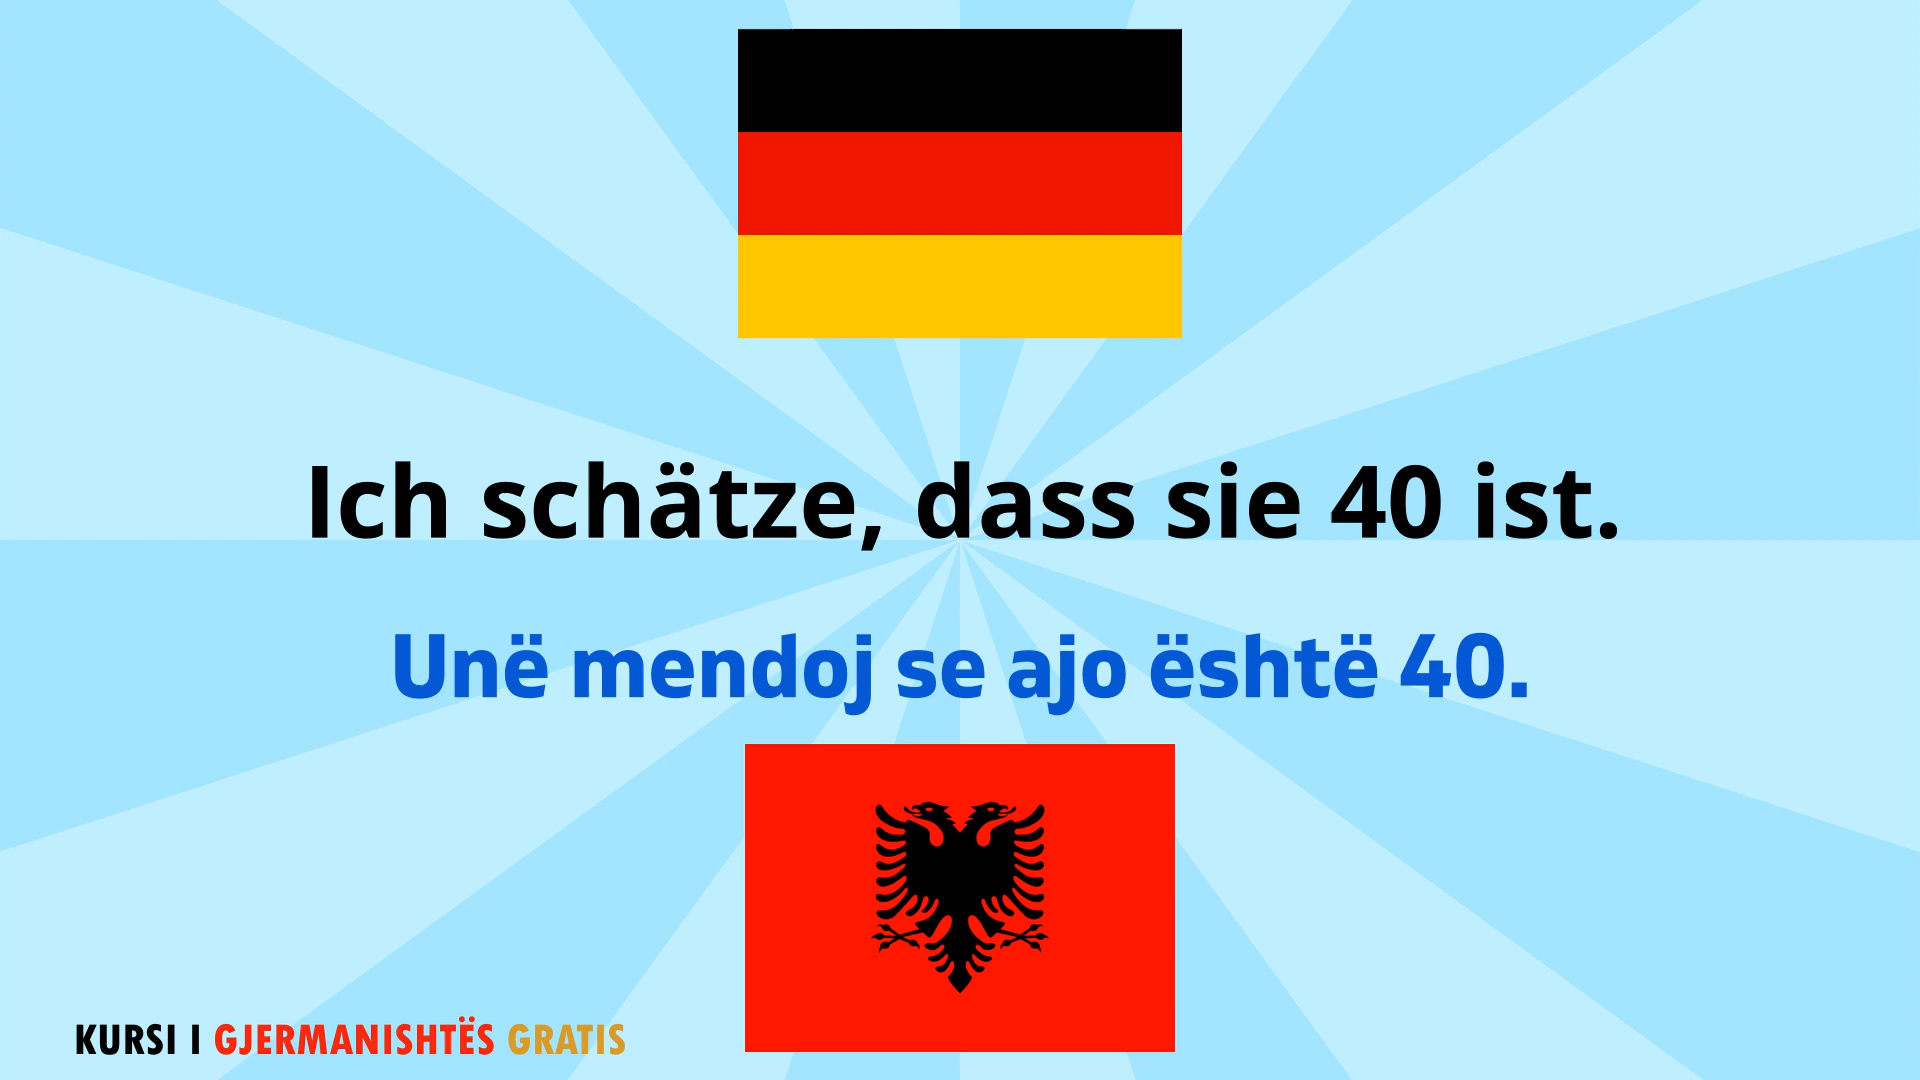 Ich schätze, dass sie 40 ist.
Unë mendoj se ajo është 40.
KURSI I GJERMANISHTËS GRATIS